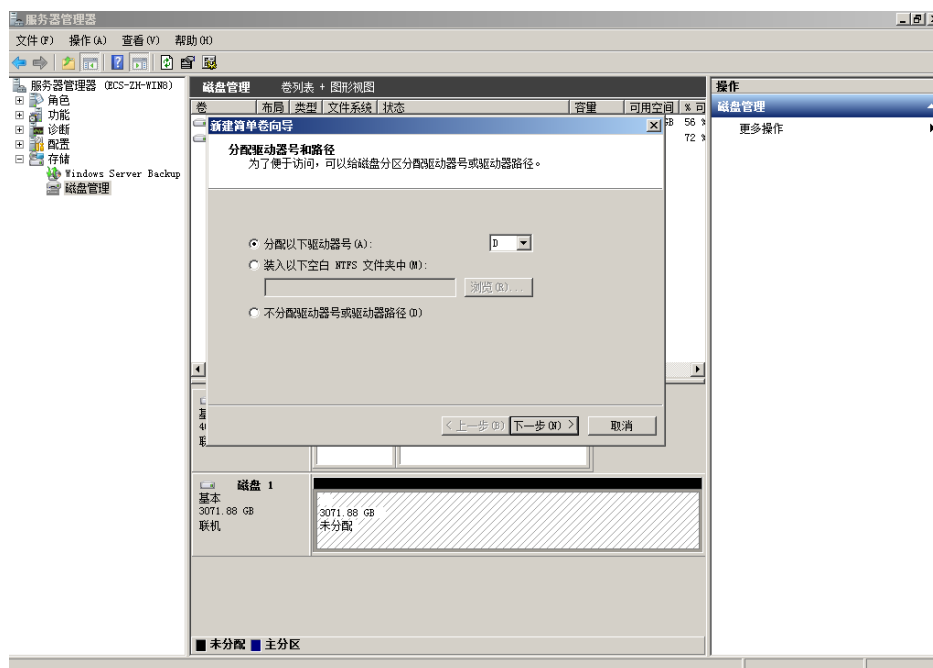 服务器管理器
文件(F) 操作(A) 查看(V) 帮助(H)
服务器管理器 (ECS-ZH-WIN8)
角色
功能
诊断
配置
存储
Windows Server Backup
磁盘管理
磁盘管理 卷列表 + 图形视图
卷 布局 类型 文件系统 状态 容量 可用空间 % 可
GB 56 %
72 %
新建简单卷向导
分配驱动器号和路径
为了便于访问，可以给磁盘分区分配驱动器号或驱动器路径。
分配以下驱动器号(A): D
装入以下空白 NTFS 文件夹中(M):
浏览(R)...
不分配驱动器号或驱动器路径(D)
<上一步(B) 下一步(N) > 取消
基
40
联
磁盘 1
基本
3071.88 GB
联机
3071.88 GB
未分配
未分配 主分区
操作
磁盘管理
更多操作